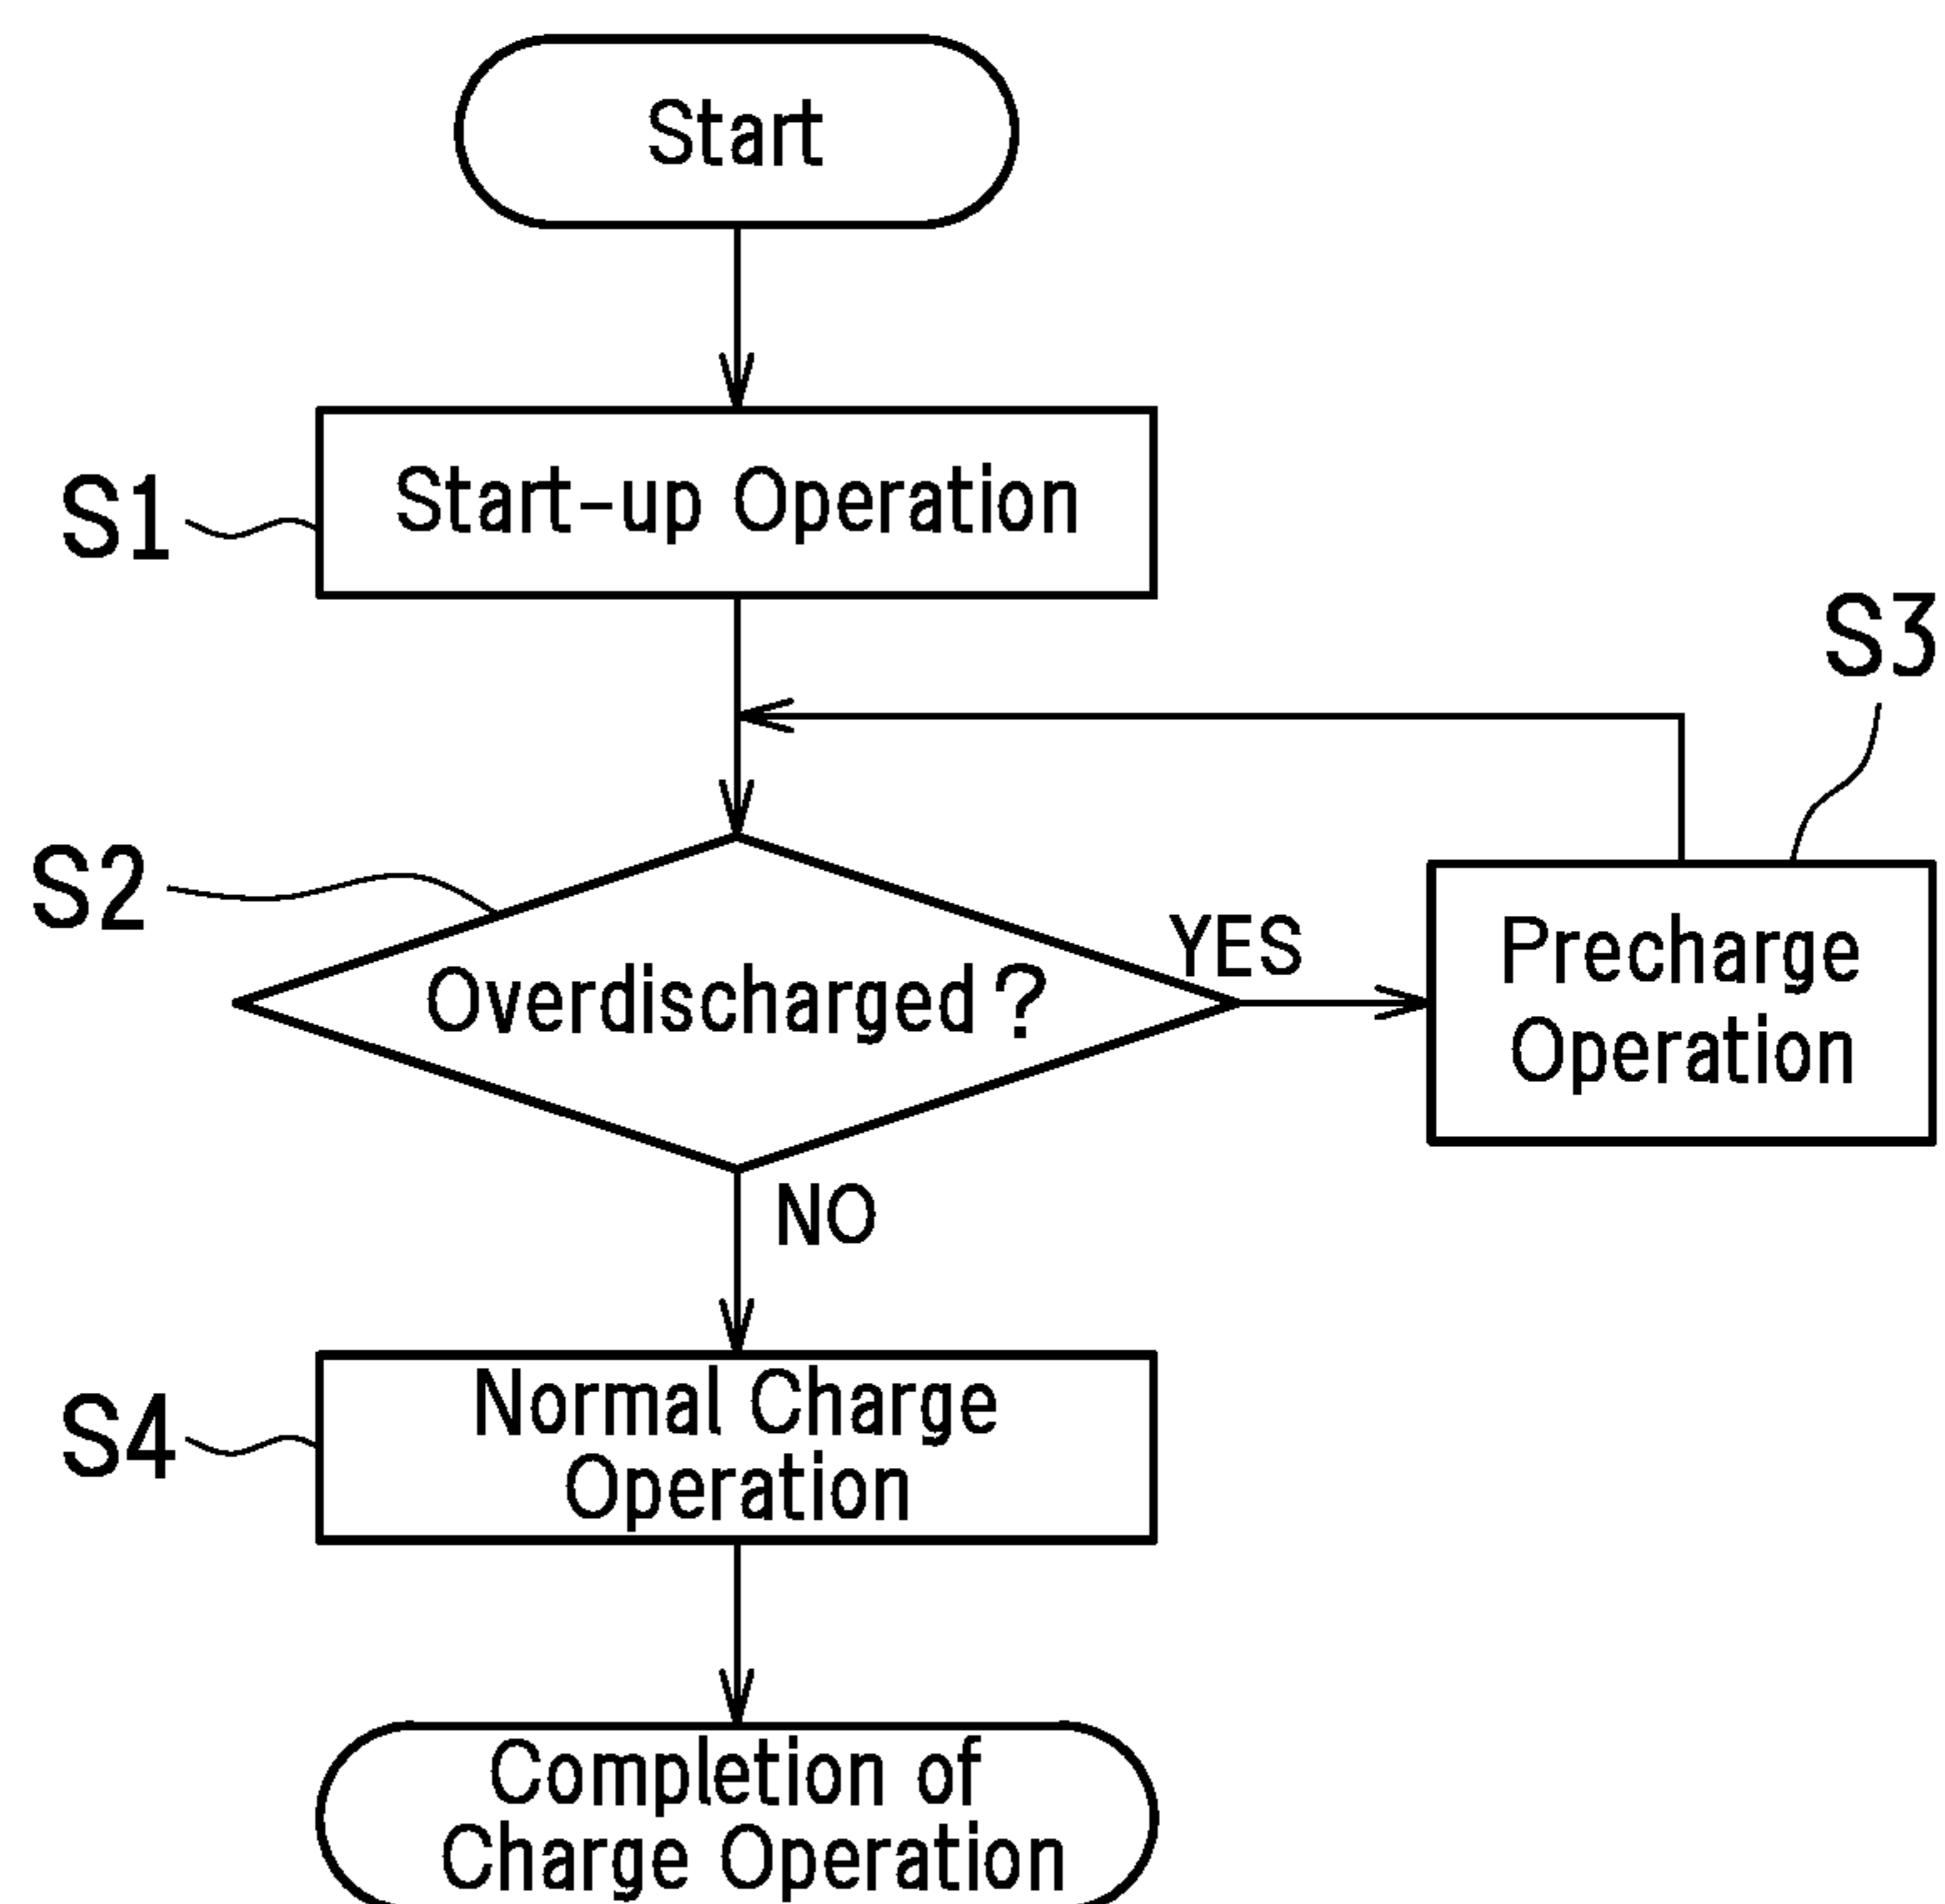 Start
S1
Start-up Operation
S3
S2
Overdischarged?
YES
Precharge
Operation
NO
S4
Normal Charge
Operation
Completion of
Charge Operation